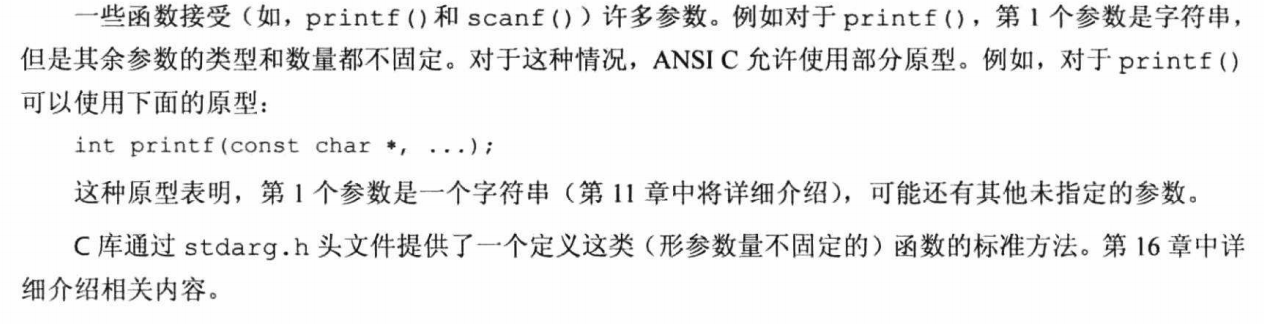 一些函数接受（如，printf()和 scanf()）许多参数。例如对于 printf()，第 1 个参数是字符串，
但是其余参数的类型和数量都不固定。对于这种情况，ANSI C 允许使用部分原型。例如，对于 printf()
可以使用下面的原型：
int printf(const char *, ...);
这种原型表明，第 1 个参数是一个字符串（第 11 章中将详细介绍），可能还有其他未指定的参数。
C 库通过 stdarg.h 头文件提供了一个定义这类（形参数量不固定的）函数的标准方法。第 16 章中详
细介绍相关内容。